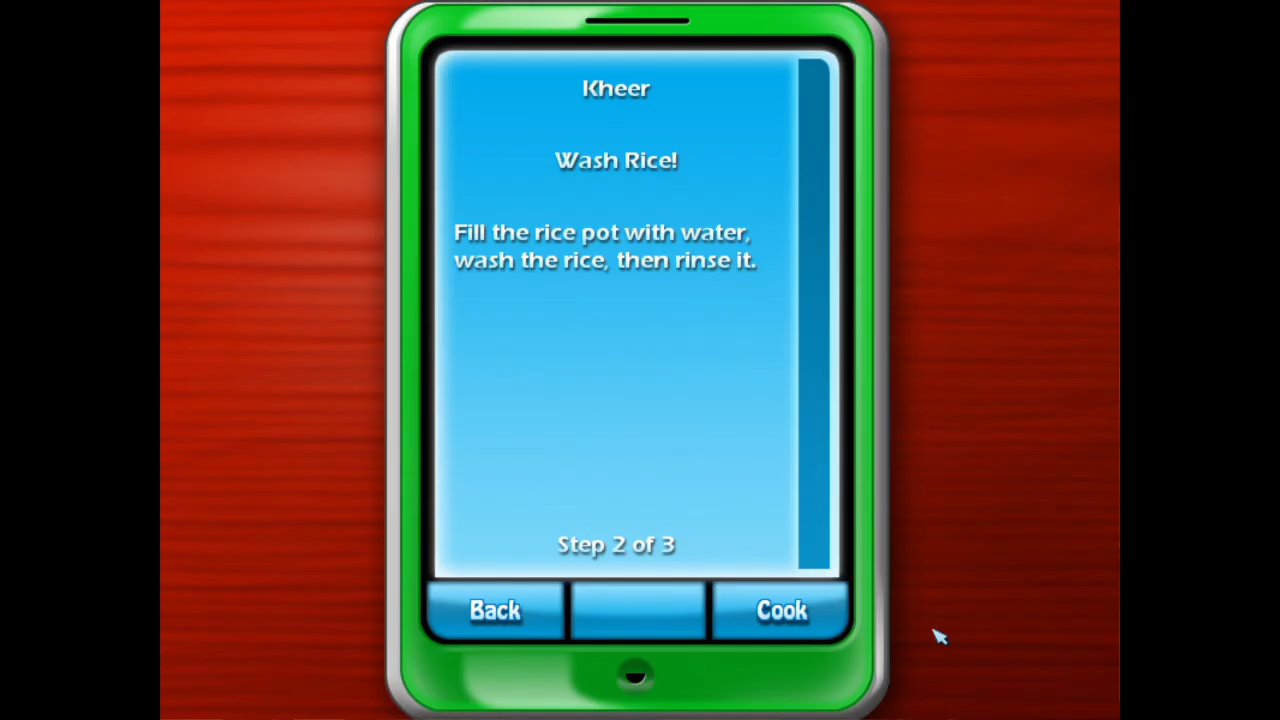 Kheer
Wash Rice!
Fill the rice pot with water,
wash the rice, then rinse it.
Step 2 of 3
Back
Cook